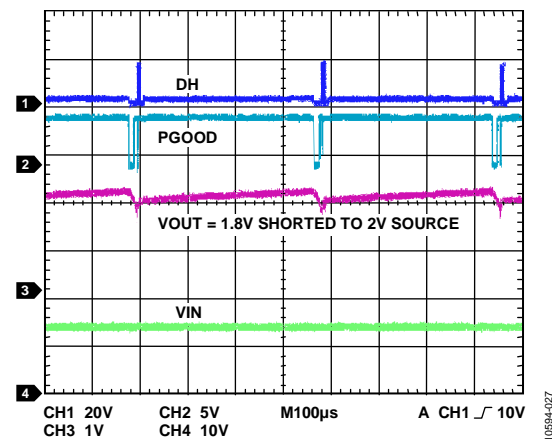 DH
1
PGOOD
2
VOUT = 1.8V SHORTED TO 2V SOURCE
3
VIN
4
CH1 20V CH2 5V M100µs A CH1 10V
CH3 1V CH4 10V
10594-027